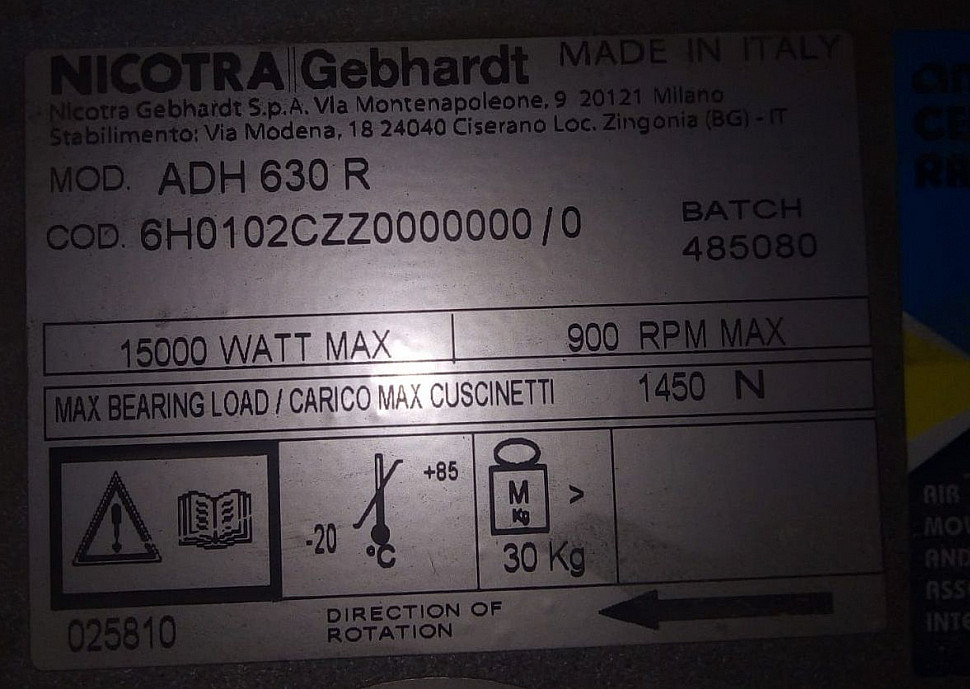 NICOTRA Gebhardt MADE IN ITALY
Nicotra Gebhardt S.p.A. Via Montenapoleone, 9 20121 Milano
Stabilimento: Via Modena, 18 24040 Ciserano Loc. Zingonia (BG) - IT
MOD. ADH 630 R
COD. 6H0102CZZ0000000/0
BATCH
485080
15000 WATT MAX
900 RPM MAX
MAX BEARING LOAD / CARICO MAX CUSCINETTI 1450 N
+85
-20
°C
M
Kg
>
30 Kg
025810
DIRECTION OF
ROTATION
AIR
AND